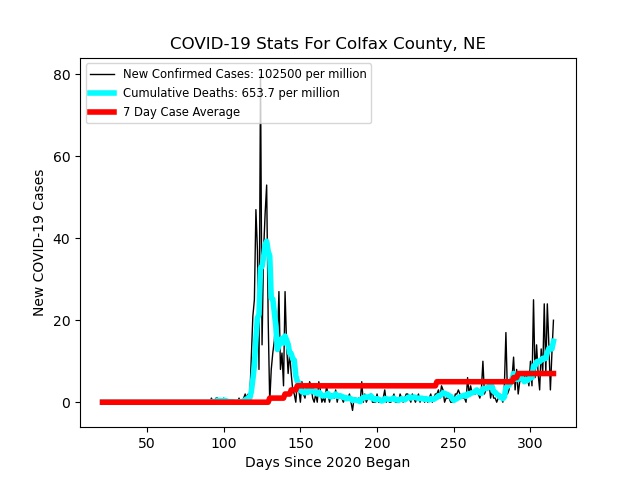 COVID-19 Stats For Colfax County, NE
New Confirmed Cases: 102500 per million
Cumulative Deaths: 653.7 per million
7 Day Case Average
New COVID-19 Cases
80
60
40
20
0
50 100 150 200 250 300
Days Since 2020 Began